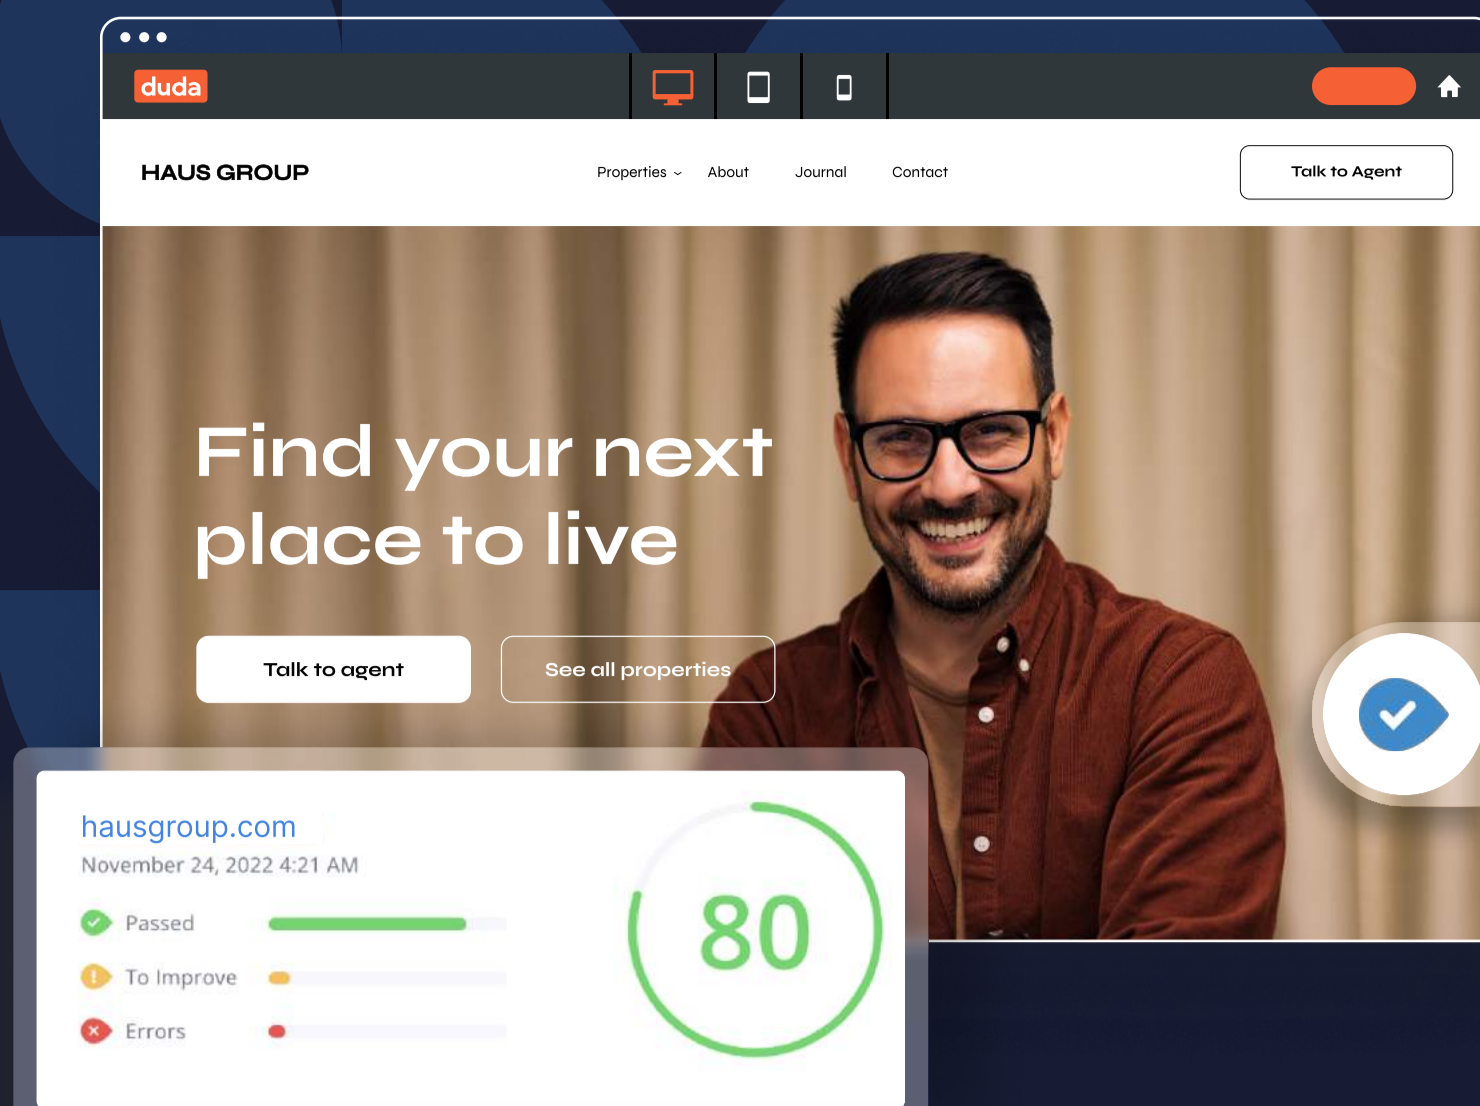 duda
HAUS GROUP
Properties
About
Journal
Contact
Talk to Agent
Find your next
place to live
Talk to agent
See all properties
hausgroup.com
November 24, 2022 4:21 AM
Passed
To Improve
Errors
80